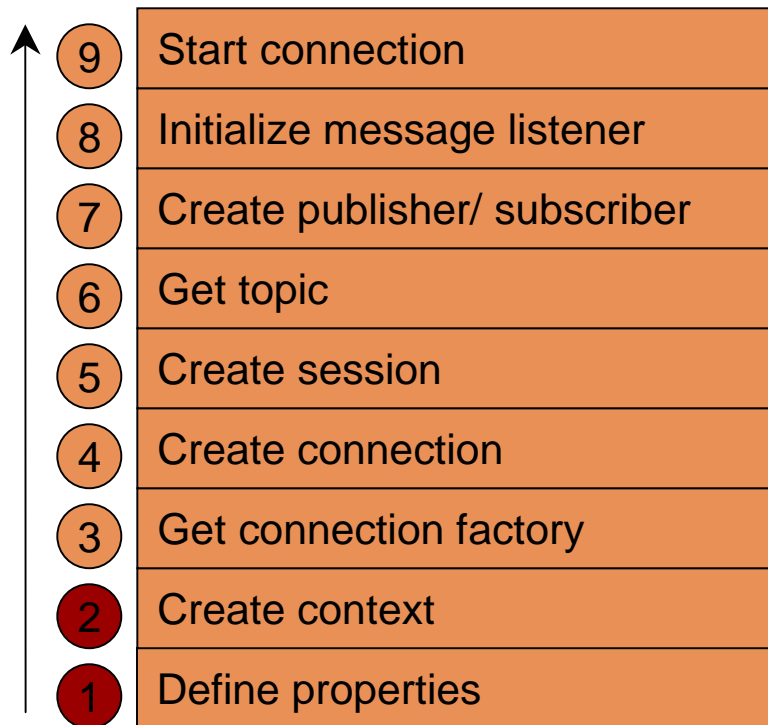 9 Start connection
8 Initialize message listener
7 Create publisher/ subscriber
6 Get topic
5 Create session
4 Create connection
3 Get connection factory
2 Create context
1 Define properties